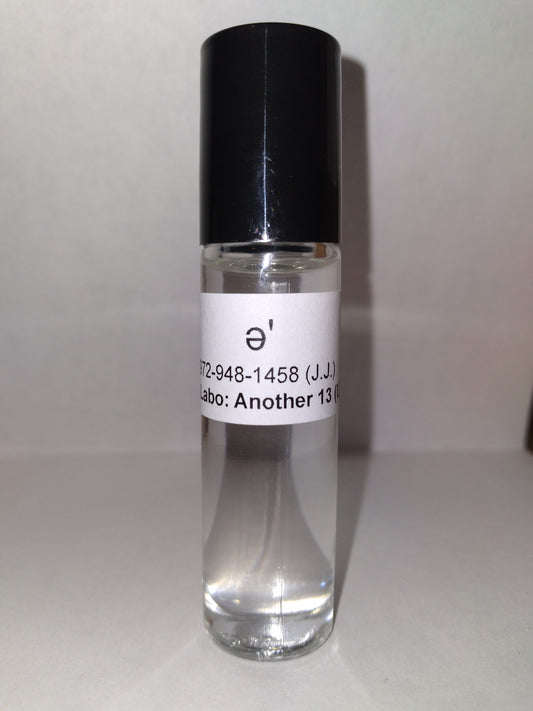 ə'
972-948-1458 (J.J.)
Labo: Another 13 (